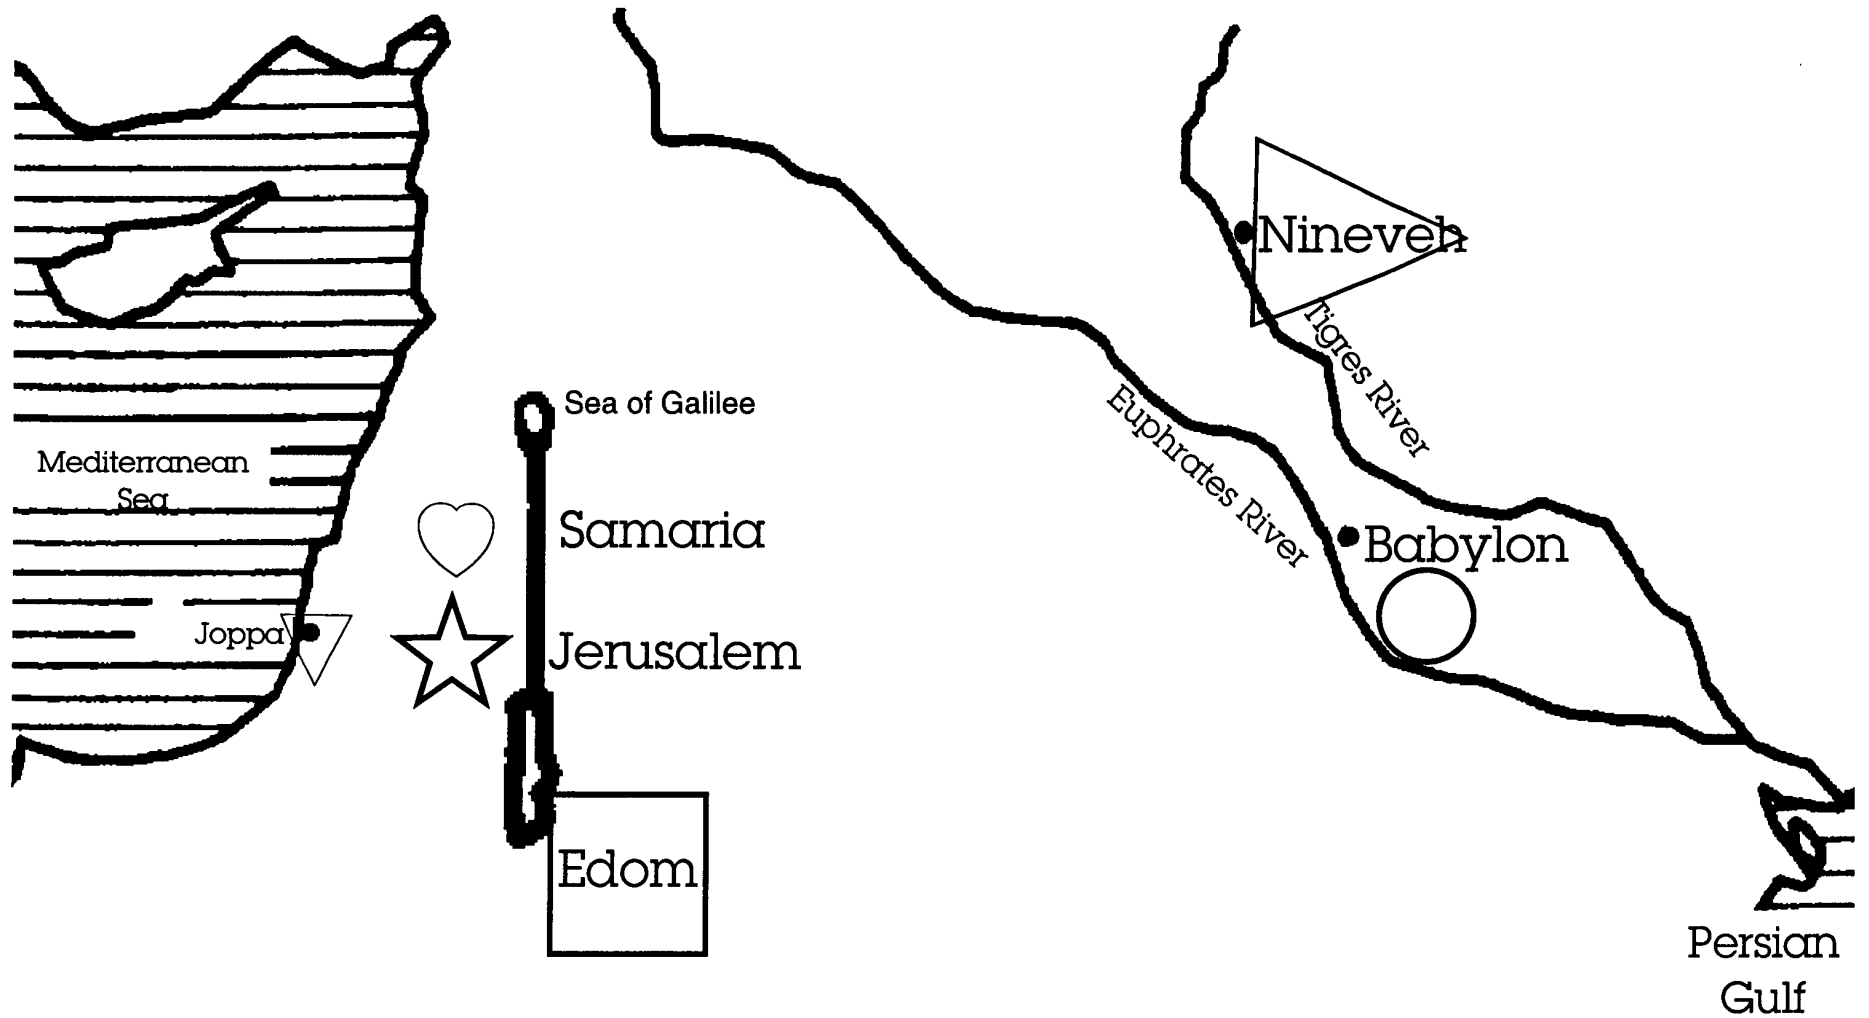 Nineveh
Tigres River
Sea of Galilee
Euphrates River
Mediterranean
Sea
Samaria
Babylon
Joppa
Jerusalem
Edom
Persian
Gulf